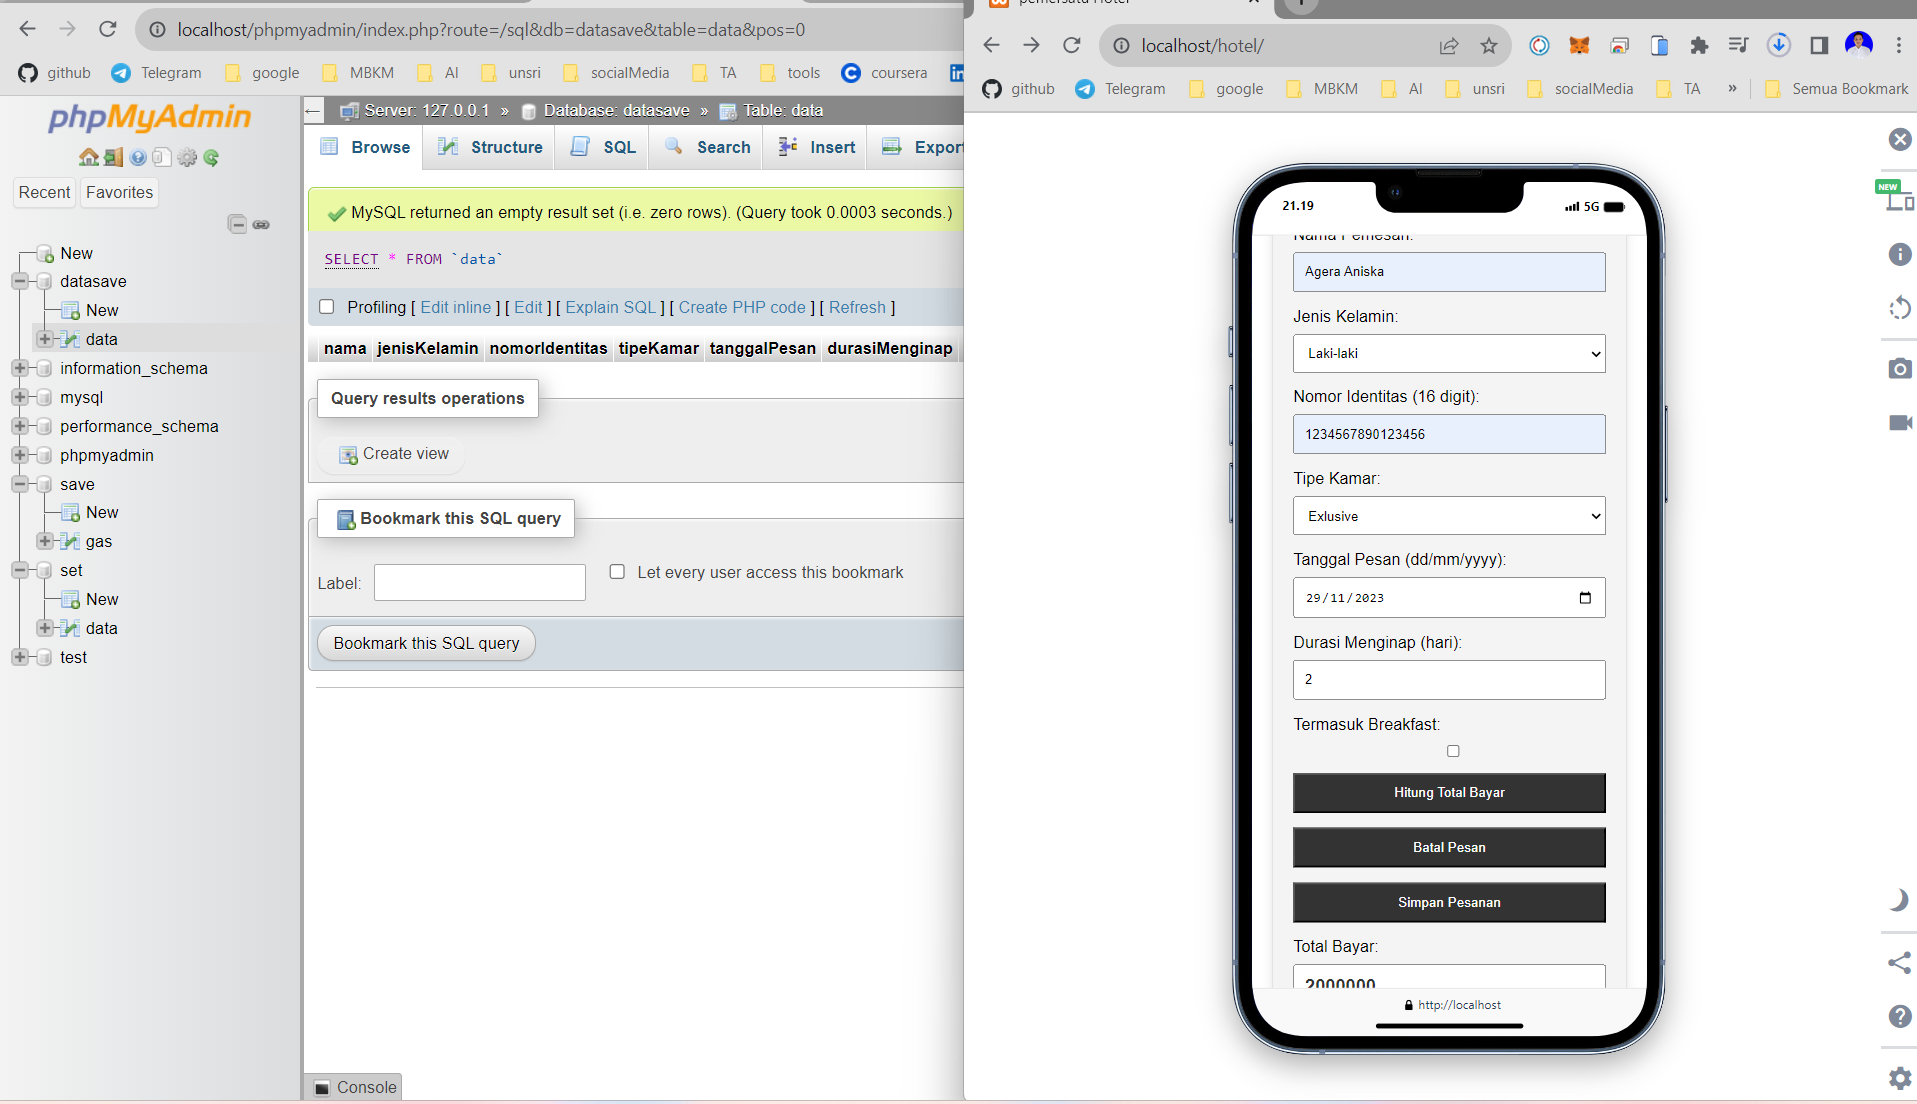 localhost/phpmyadmin/index.php?route=/sql&db=datasave&table=data&pos=0
github
Telegram
google
MBKM
AI
unsri
socialMedia
TA
tools
coursera
phpMyAdmin
Recent
Favorites
New
datasave
New
data
information_schema
mysql
performance_schema
phpmyadmin
save
New
gas
set
New
data
test
Server: 127.0.0.1 » Database: datasave » Table: data
Browse
Structure
SQL
Search
Insert
Export
MySQL returned an empty result set (i.e. zero rows). (Query took 0.0003 seconds.)
SELECT * FROM `data`
Profiling [ Edit inline ] [ Edit ] [ Explain SQL ] [ Create PHP code ] [ Refresh ]
nama jenisKelamin nomorIdentitas tipeKamar tanggalPesan durasiMenginap
Query results operations
Create view
Bookmark this SQL query
Label:
Let every user access this bookmark
Bookmark this SQL query
Console
localhost/hotel/
github
Telegram
google
MBKM
AI
unsri
socialMedia
TA
»
Semua Bookmark
NEW
21.19
5G
Nama Pemesan:
Agera Aniska
Jenis Kelamin:
Laki-laki
Nomor Identitas (16 digit):
1234567890123456
Tipe Kamar:
Exlusive
Tanggal Pesan (dd/mm/yyyy):
29/11/2023
Durasi Menginap (hari):
2
Termasuk Breakfast:
Hitung Total Bayar
Batal Pesan
Simpan Pesanan
Total Bayar:
2000000
http://localhost